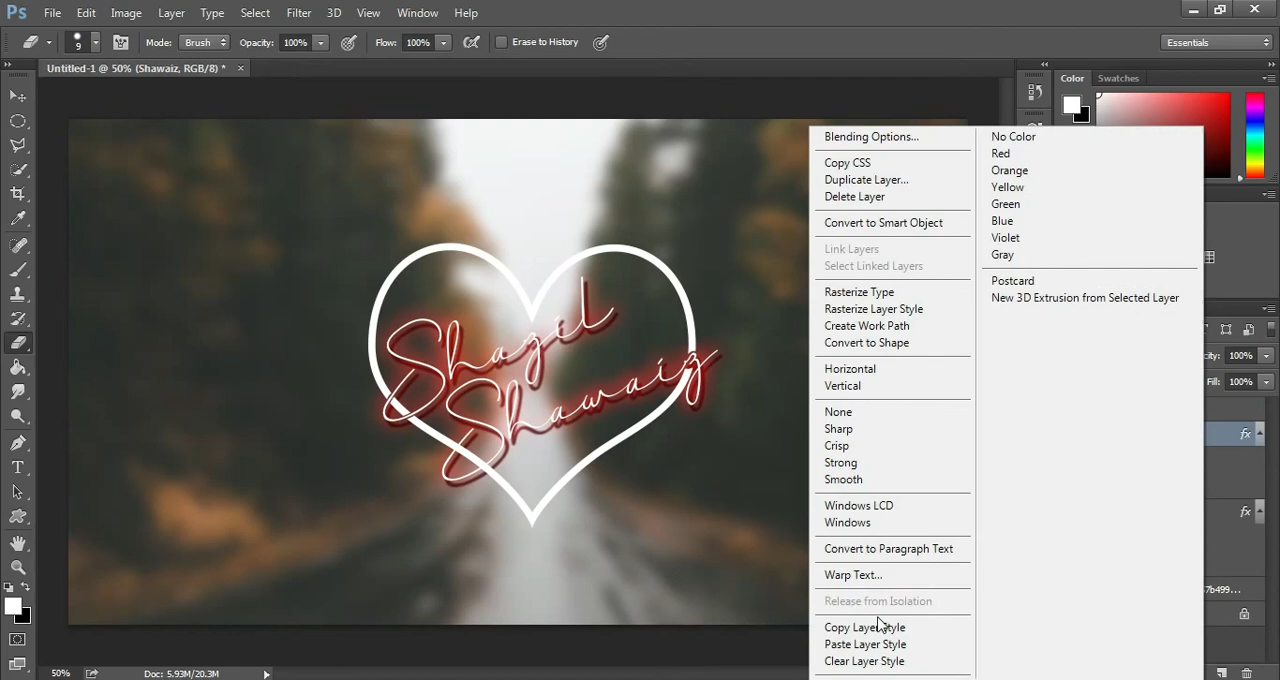 Ps File Edit Image Layer Type Select Filter 3D View Window Help
9 Mode: Brush Opacity: 100% Flow: 100% Erase to History Essentials
Untitled-1 @ 50% (Shawaiz, RGB/8) * ×
Color Swatches
Shazil
Shawaiz
Blending Options...
Copy CSS
Duplicate Layer...
Delete Layer
Convert to Smart Object
Link Layers
Select Linked Layers
Rasterize Type
Rasterize Layer Style
Create Work Path
Convert to Shape
Horizontal
Vertical
None
Sharp
Crisp
Strong
Smooth
Windows LCD
Windows
Convert to Paragraph Text
Warp Text...
Release from Isolation
Copy Layer Style
Paste Layer Style
Clear Layer Style
No Color
Red
Orange
Yellow
Green
Blue
Violet
Gray
Postcard
New 3D Extrusion from Selected Layer
100%
Fill: 100%
fx
fx
7b499...
50% Doc: 5.93M/20.3M